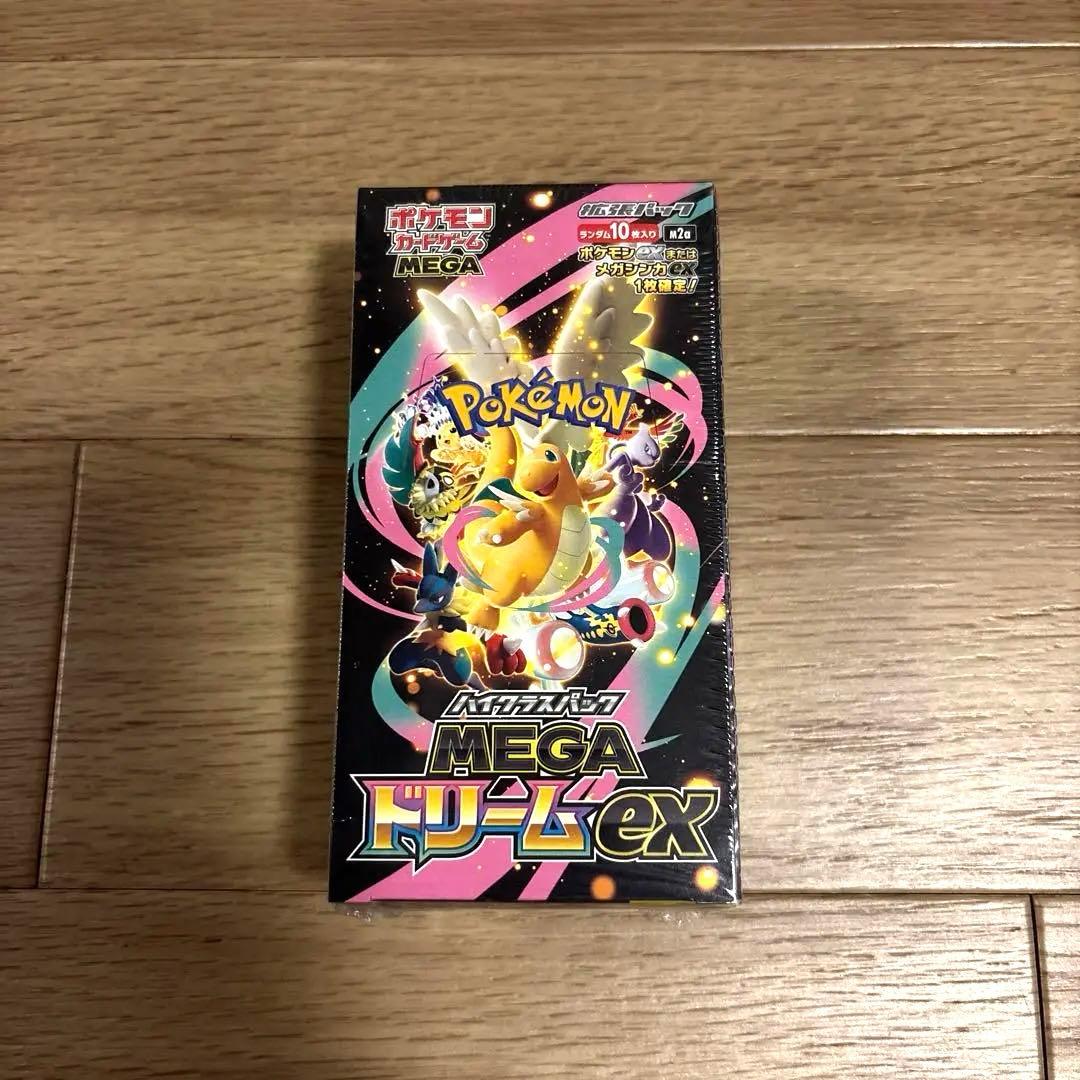 ポケモン
カードゲーム
MEGA
拡張パック
ランダム10枚入り M2a
ポケモンexまたは
メガシンカex
1枚確定!
POKéMON
ハイクラスパック
MEGA
ドリームex